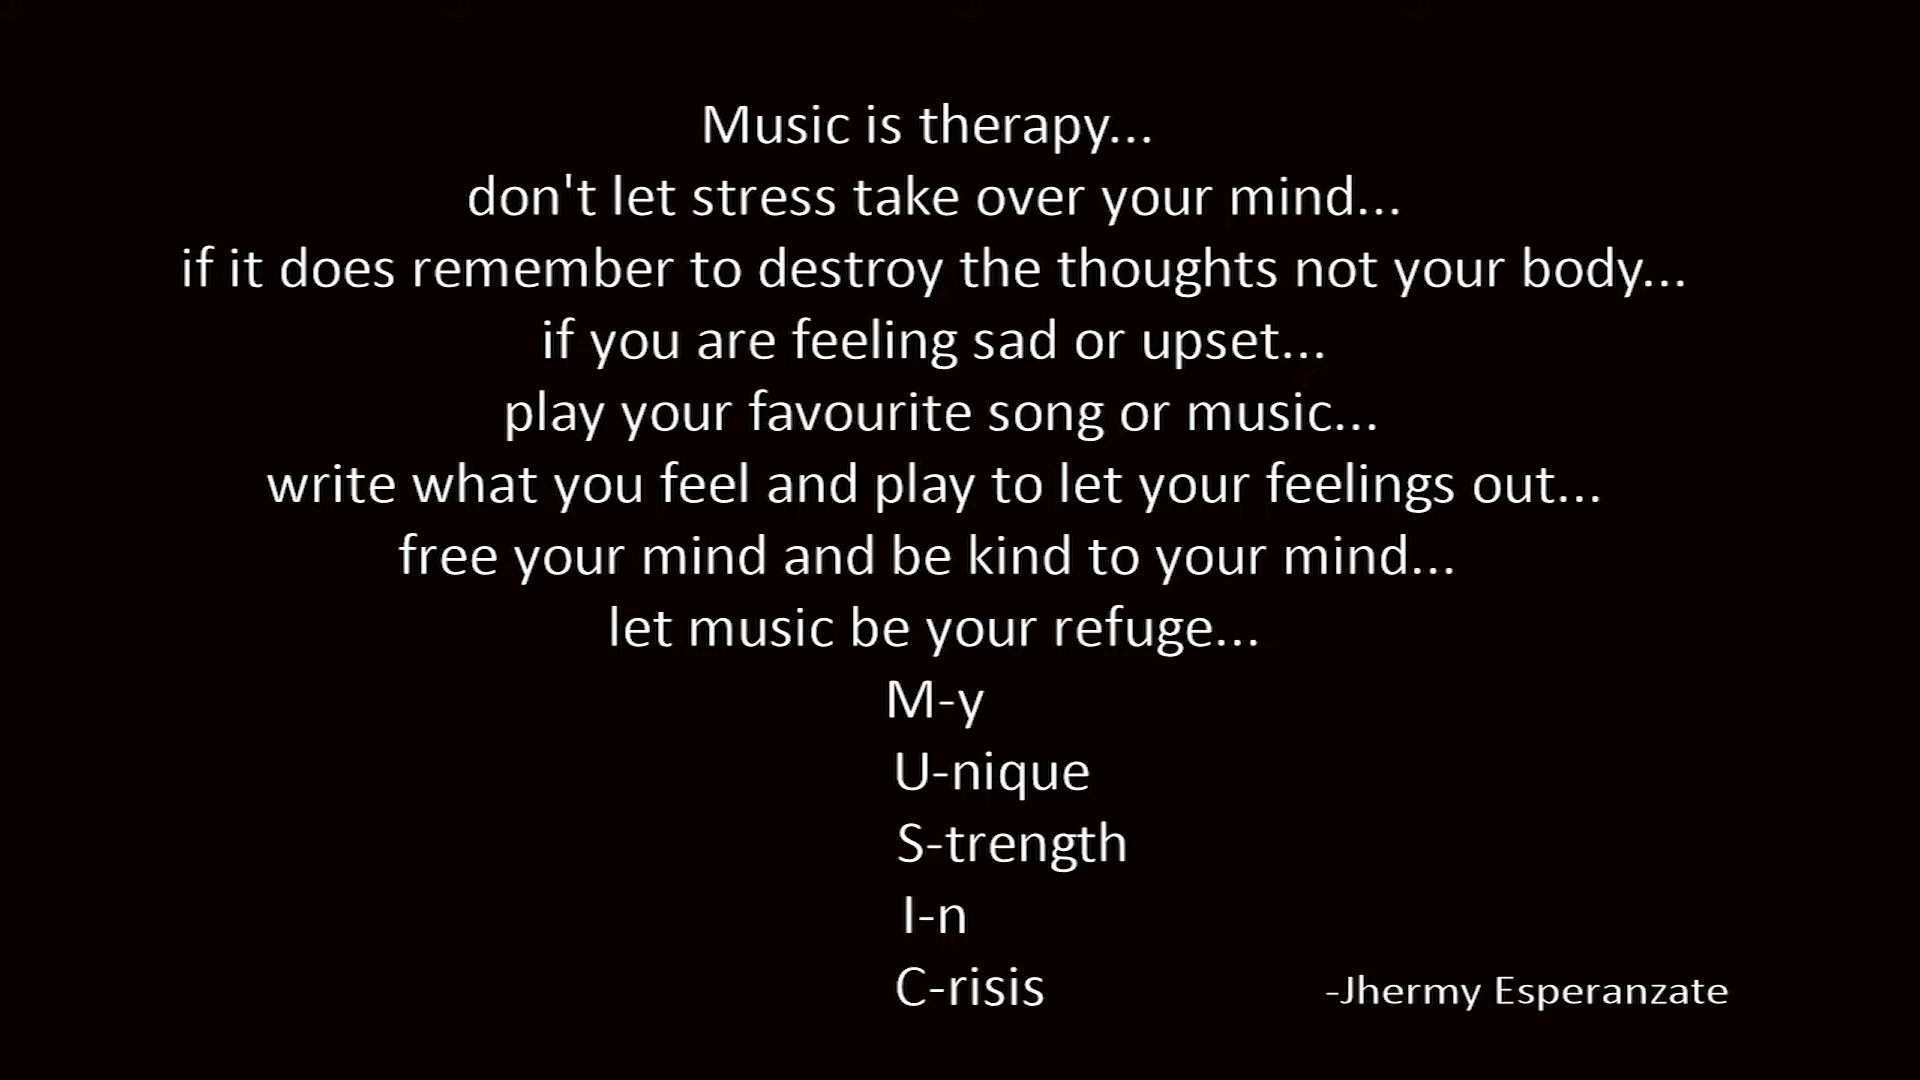 Music is therapy...
don't let stress take over your mind...
if it does remember to destroy the thoughts not your body...
if you are feeling sad or upset...
play your favourite song or music...
write what you feel and play to let your feelings out...
free your mind and be kind to your mind...
let music be your refuge...
M-y
U-nique
S-trength
I-n
C-risis
-Jhermy Esperanzate